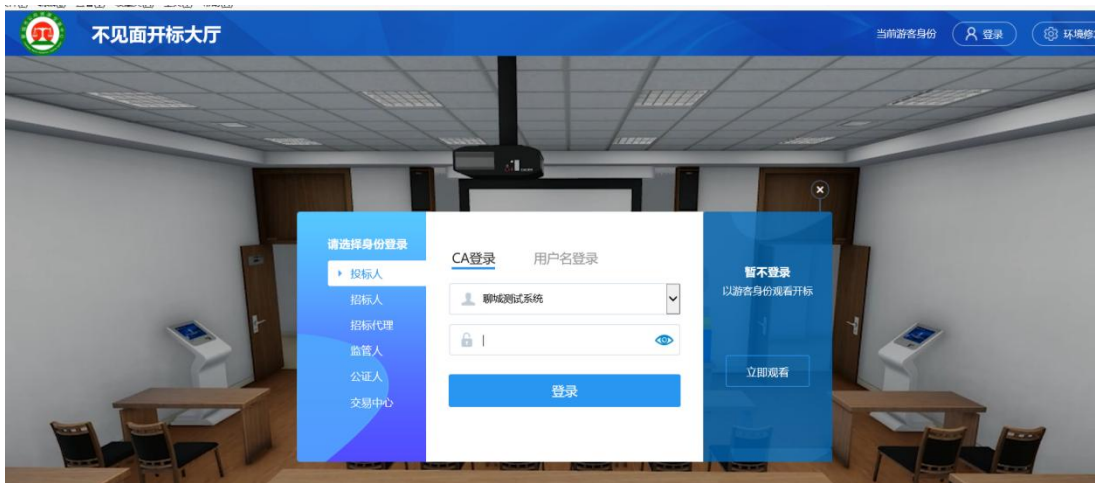 不见面开标大厅
当前游客身份
登录
请选择身份登录
投标人
招标人
招标代理
监管人
公证人
交易中心
CA登录
用户名登录
聊城测试系统
登录
暂不登录
以游客身份观看开标
立即观看